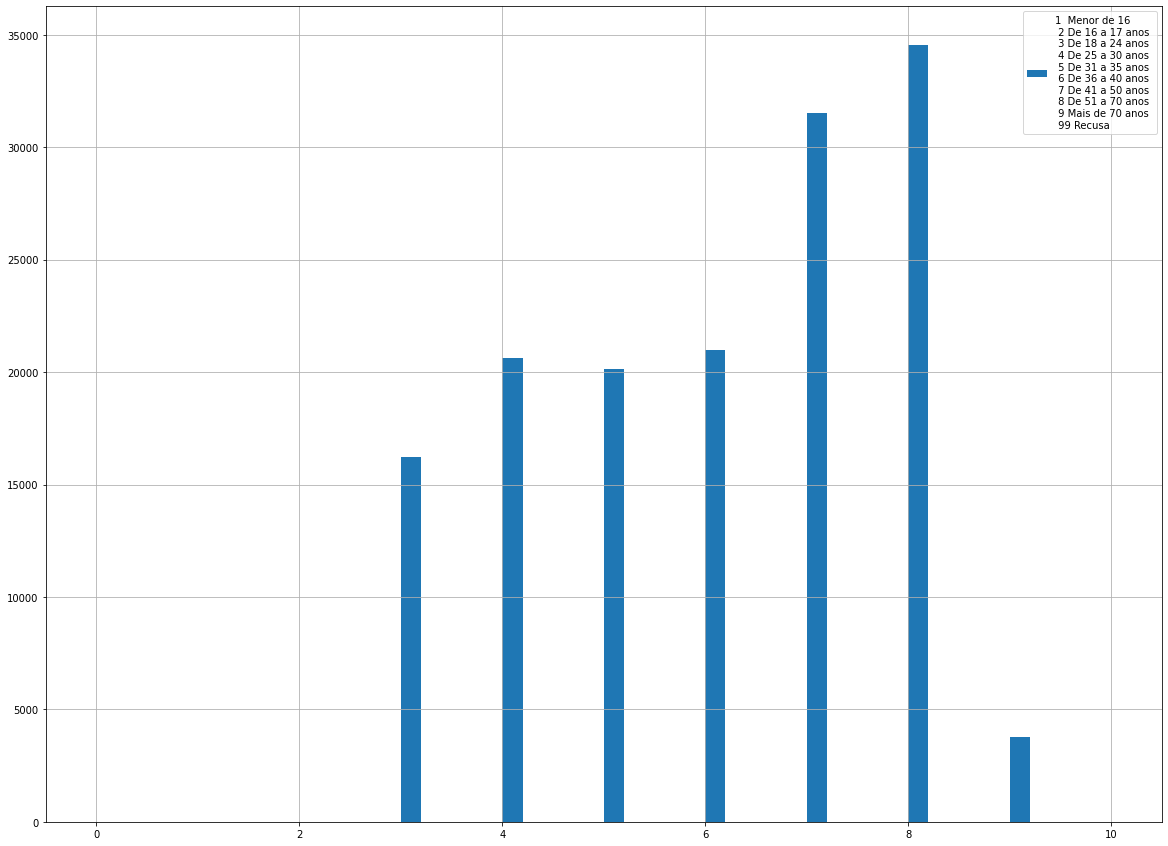 35000
30000
25000
20000
15000
10000
5000
0
0 2 4 6 8 10
1 Menor de 16
2 De 16 a 17 anos
3 De 18 a 24 anos
4 De 25 a 30 anos
5 De 31 a 35 anos
6 De 36 a 40 anos
7 De 41 a 50 anos
8 De 51 a 70 anos
9 Mais de 70 anos
99 Recusa